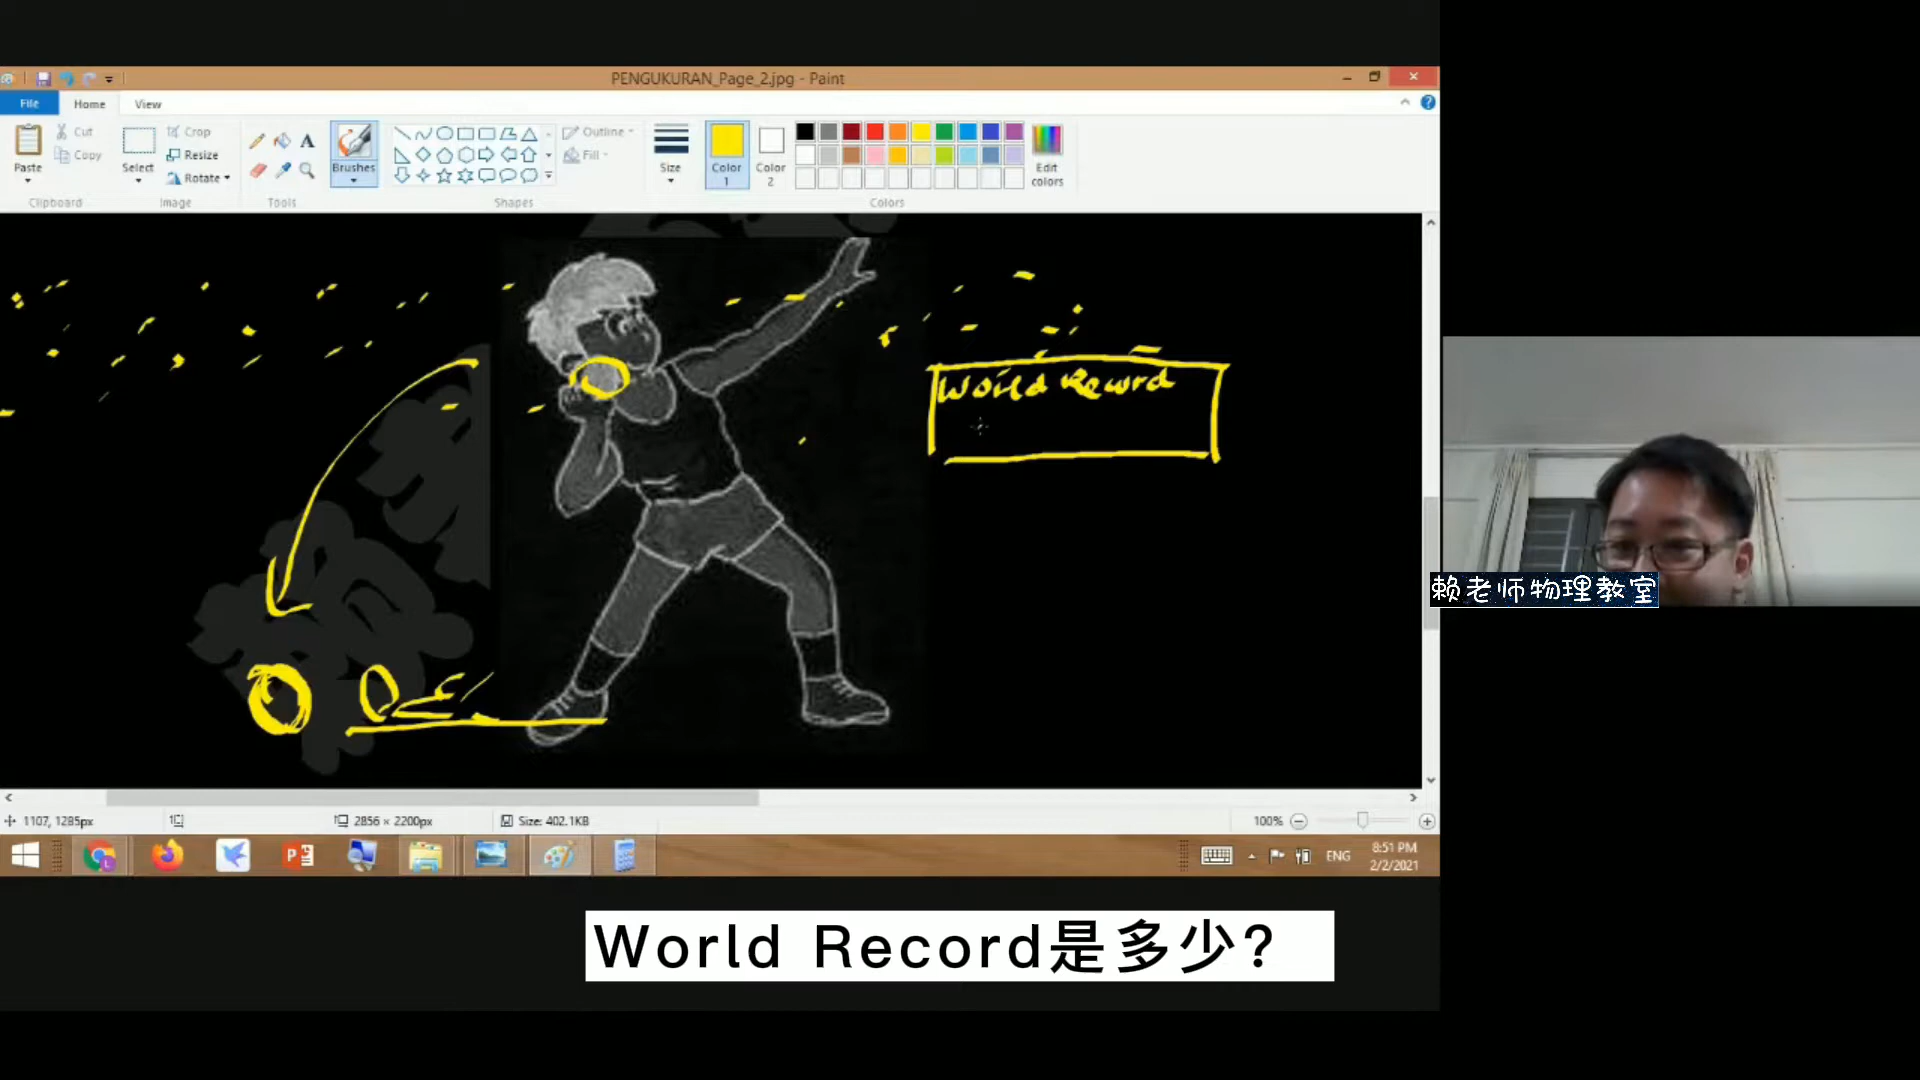 PENGUKURAN_Page_2.jpg - Paint
File Home View
Paste
Cut
Copy
Clipboard
Select
Crop
Resize
Rotate
Image
Tools
Brushes
Shapes
Outline
Fill
Size
Color 1
Color 2
Edit colors
Colors
World Record
赖老师物理教室
1107, 1285px
2856 × 2200px
Size: 402.1KB
100%
ENG
8:51 PM
2/2/2021
World Record是多少?